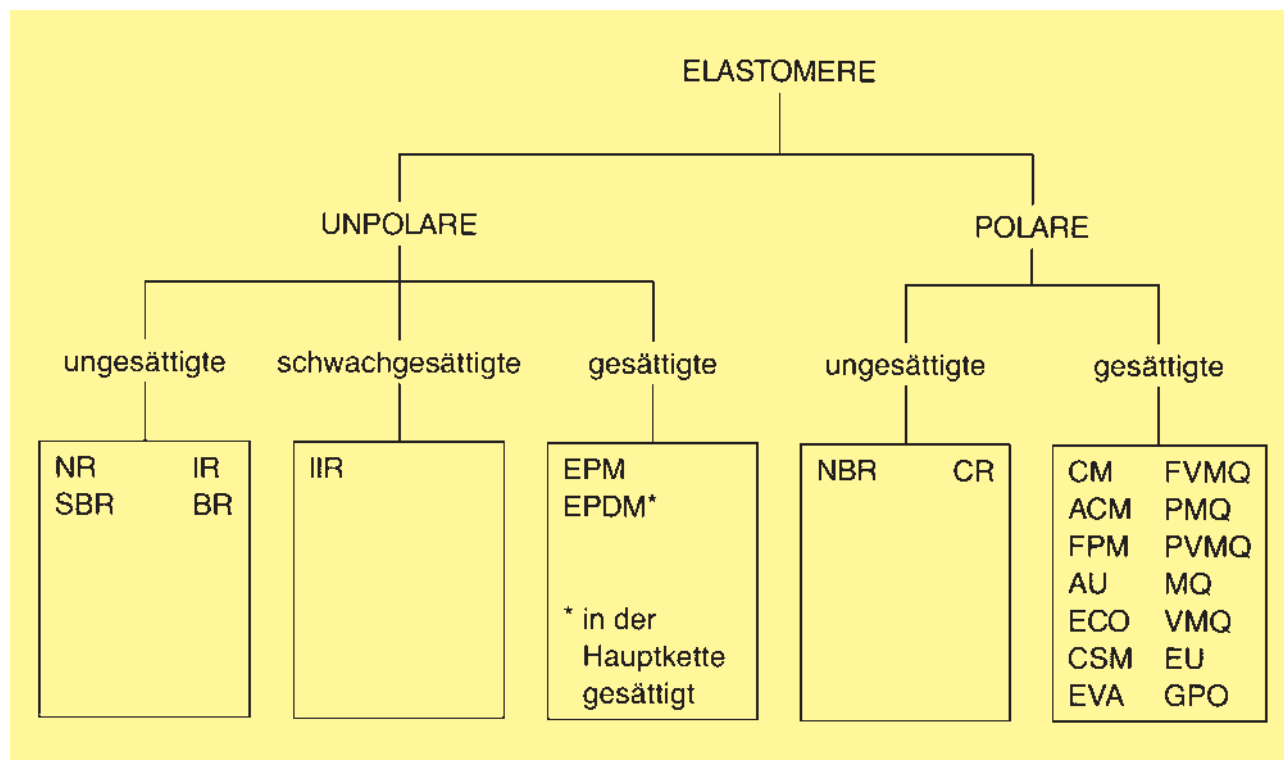 ELASTOMERE
UNPOLARE
POLARE
ungesättigte
schwachgesättigte
gesättigte
ungesättigte
gesättigte
NR IR
SBR BR
IIR
EPM
EPDM*
* in der
Hauptkette
gesättigt
NBR CR
CM FVMQ
ACM PMQ
FPM PVMQ
AU MQ
ECO VMQ
CSM EU
EVA GPO